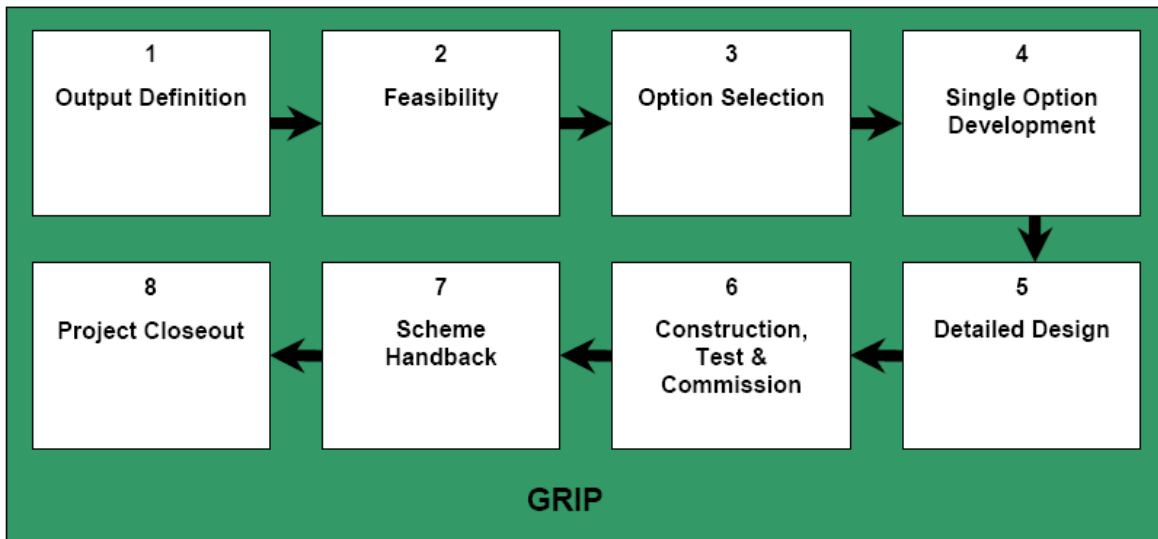 1
Output Definition
2
Feasibility
3
Option Selection
4
Single Option
Development
5
Detailed Design
6
Construction,
Test &
Commission
7
Scheme
Handback
8
Project Closeout
GRIP